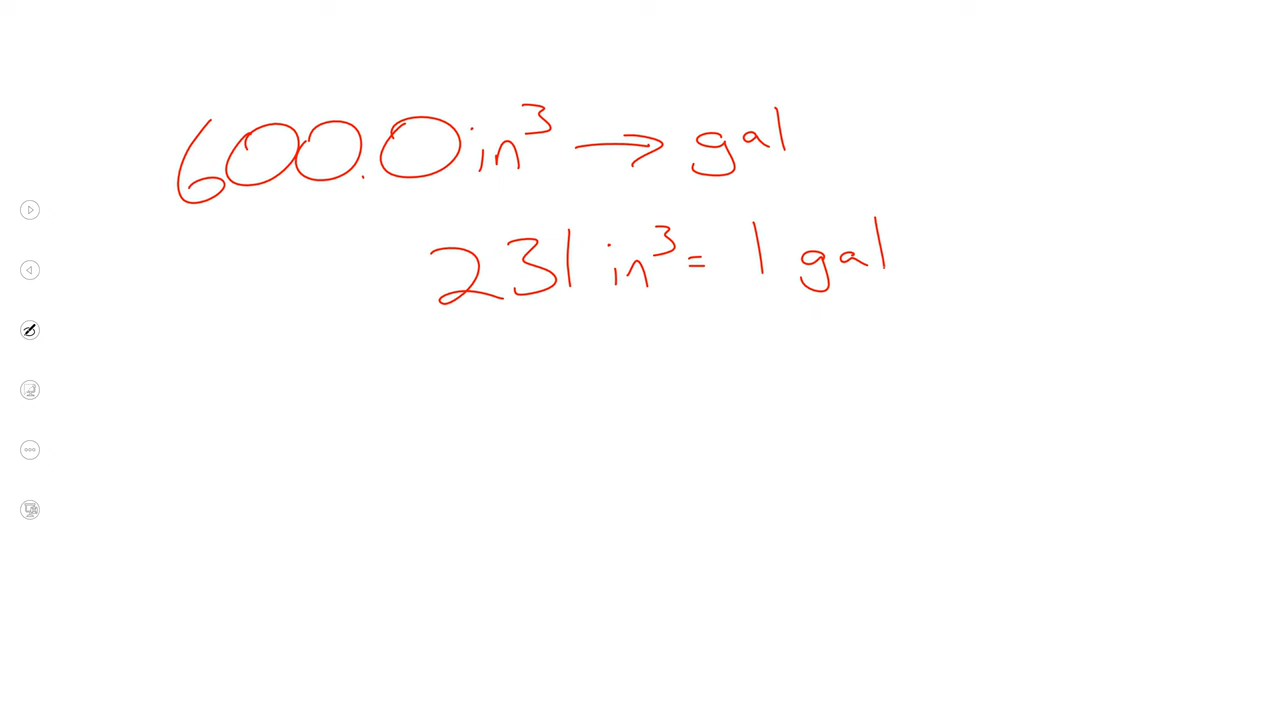 600.0 in³ → gal
231 in³ = 1 gal